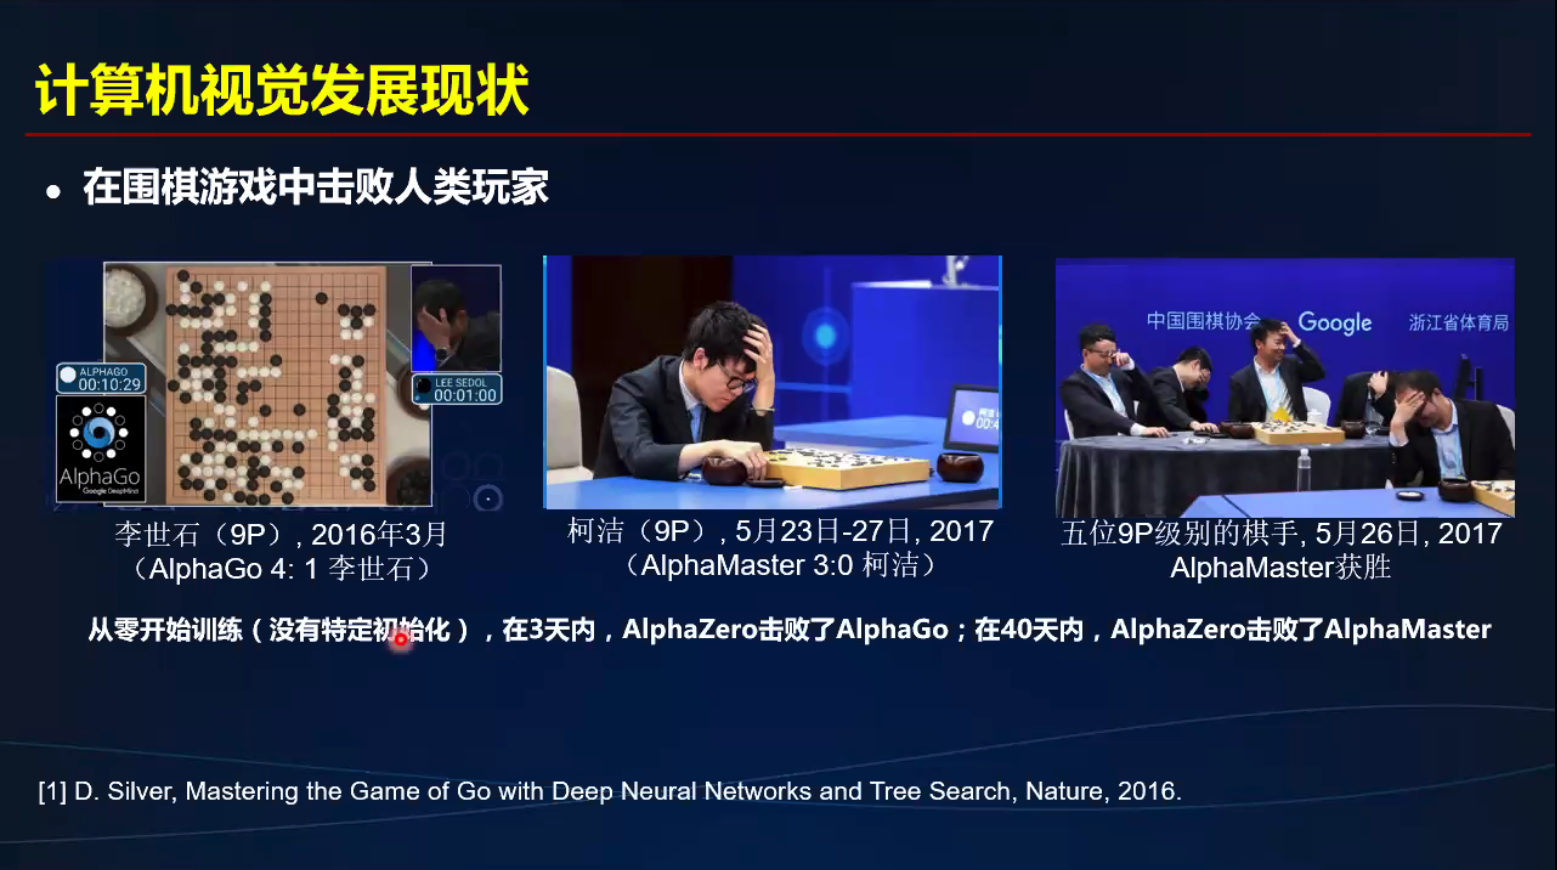 计算机视觉发展现状
● 在围棋游戏中击败人类玩家
ALPHAGO
00:10:29
LEE SEDOL
00:01:00
AlphaGo
Google DeepMind
中国围棋协会
Google
浙江省体育局
李世石（9P）, 2016年3月
（AlphaGo 4: 1 李世石）
柯洁（9P）, 5月23日-27日, 2017
（AlphaMaster 3:0 柯洁）
五位9P级别的棋手, 5月26日, 2017
AlphaMaster获胜
从零开始训练（没有特定初始化），在3天内，AlphaZero击败了AlphaGo；在40天内，AlphaZero击败了AlphaMaster
[1] D. Silver, Mastering the Game of Go with Deep Neural Networks and Tree Search, Nature, 2016.